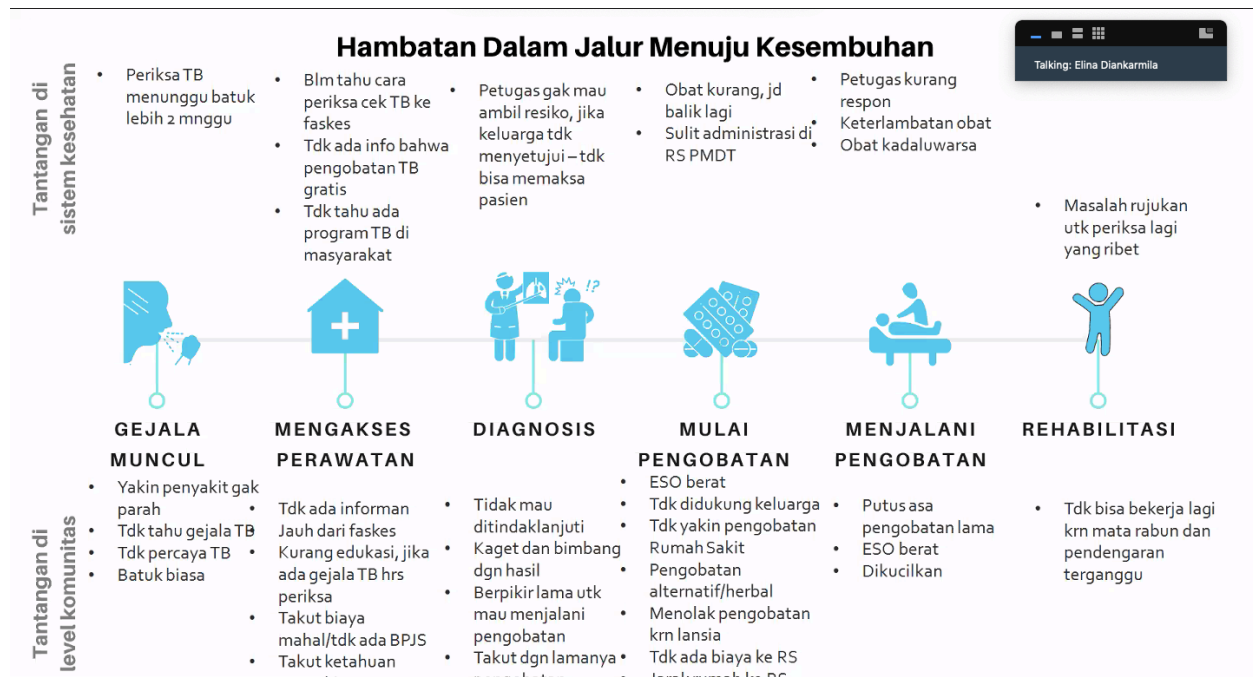 Hambatan Dalam Jalur Menuju Kesembuhan
Talking: Elina Diankarmila
Tantangan di
sistem kesehatan
• Periksa TB
menunggu batuk
lebih 2 mnggu
• Blm tahu cara
periksa cek TB ke
faskes
• Tdk ada info bahwa
pengobatan TB
gratis
• Tdk tahu ada
program TB di
masyarakat
• Petugas gak mau
ambil resiko, jika
keluarga tdk
menyetujui – tdk
bisa memaksa
pasien
• Obat kurang, jd
balik lagi
• Sulit administrasi di
RS PMDT
• Petugas kurang
respon
• Keterlambatan obat
• Obat kadaluwarsa
• Masalah rujukan
utk periksa lagi
yang ribet
!?
GEJALA
MUNCUL
MENGAKSES
PERAWATAN
DIAGNOSIS
MULAI
PENGOBATAN
MENJALANI
PENGOBATAN
REHABILITASI
Tantangan di
level komunitas
• Yakin penyakit gak
parah
• Tdk tahu gejala TB
• Tdk percaya TB
• Batuk biasa
• Tdk ada informan
• Jauh dari faskes
• Kurang edukasi, jika
ada gejala TB hrs
periksa
• Takut biaya
mahal/tdk ada BPJS
• Takut ketahuan
• Tidak mau
ditindaklanjuti
• Kaget dan bimbang
dgn hasil
• Berpikir lama utk
mau menjalani
pengobatan
• Takut dgn lamanya
pengobatan
• ESO berat
• Tdk didukung keluarga
• Tdk yakin pengobatan
Rumah Sakit
• Pengobatan
alternatif/herbal
• Menolak pengobatan
krn lansia
• Tdk ada biaya ke RS
• Jarak rumah ke RS
• Putus asa
pengobatan lama
• ESO berat
• Dikucilkan
• Tdk bisa bekerja lagi
krn mata rabun dan
pendengaran
terganggu